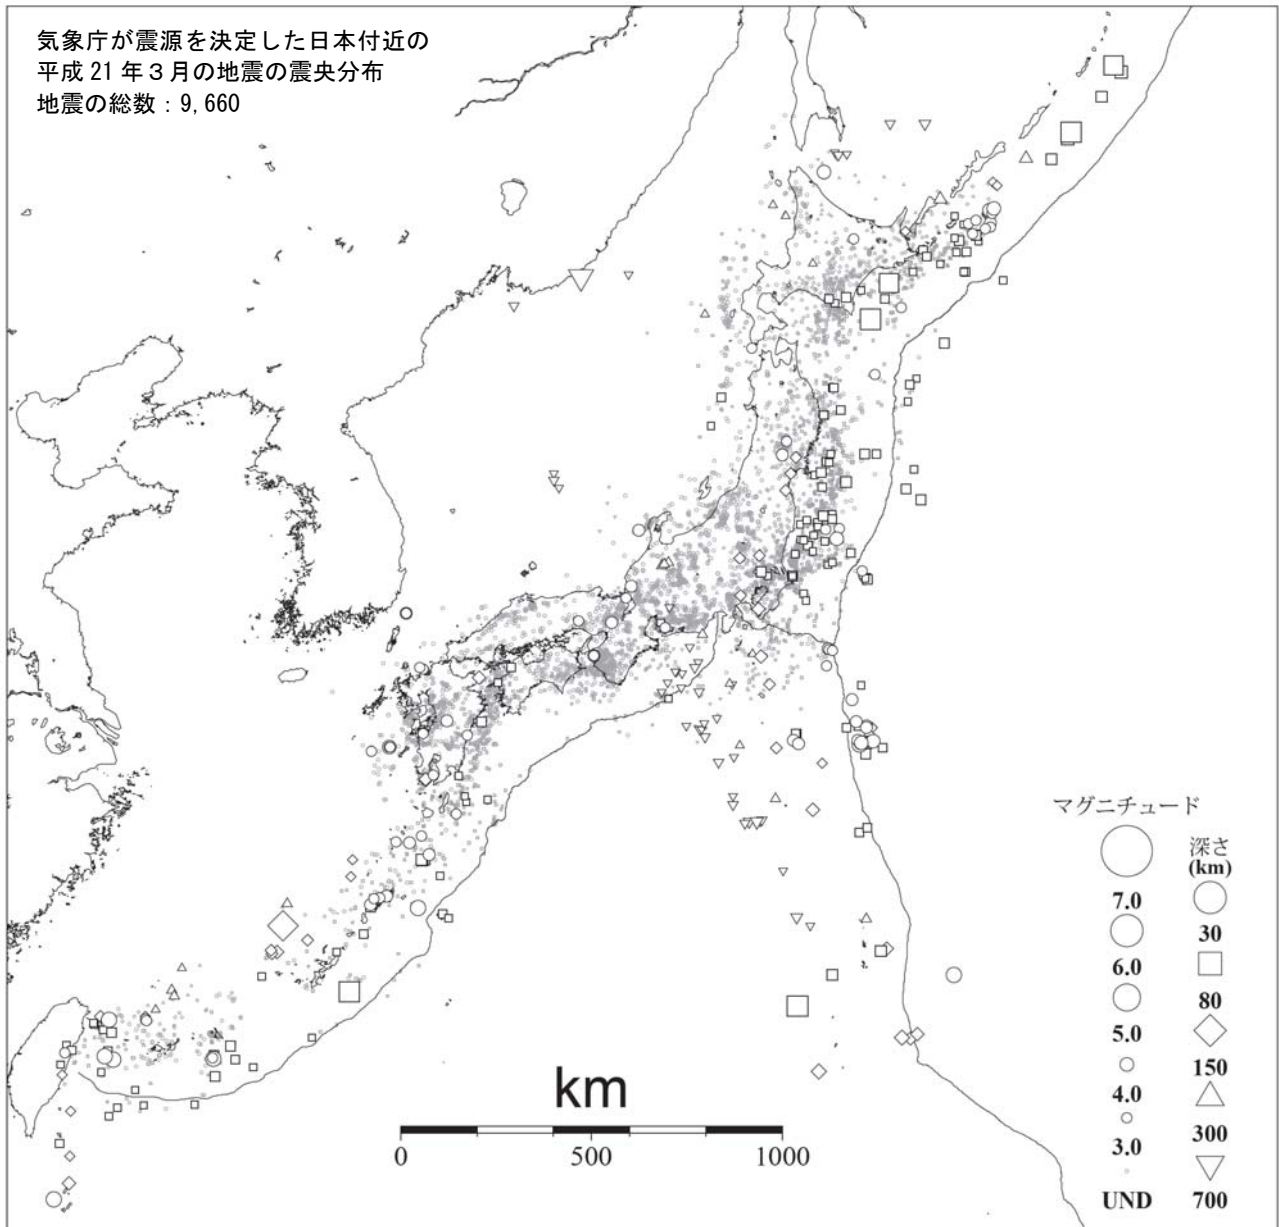 気象庁が震源を決定した日本付近の
平成21年3月の地震の震央分布
地震の総数:9,660
マグニチュード
深さ
(km)
7.0
30
6.0
80
5.0
150
4.0
300
3.0
UND 700
km
0 500 1000